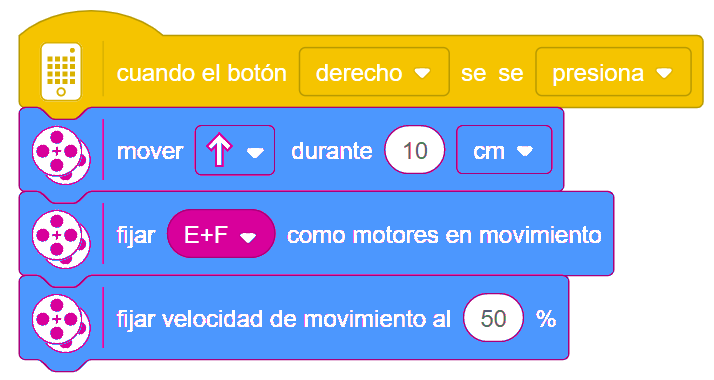 cuando el botón derecho se se presiona
mover durante 10 cm
fijar E+F como motores en movimiento
fijar velocidad de movimiento al 50 %